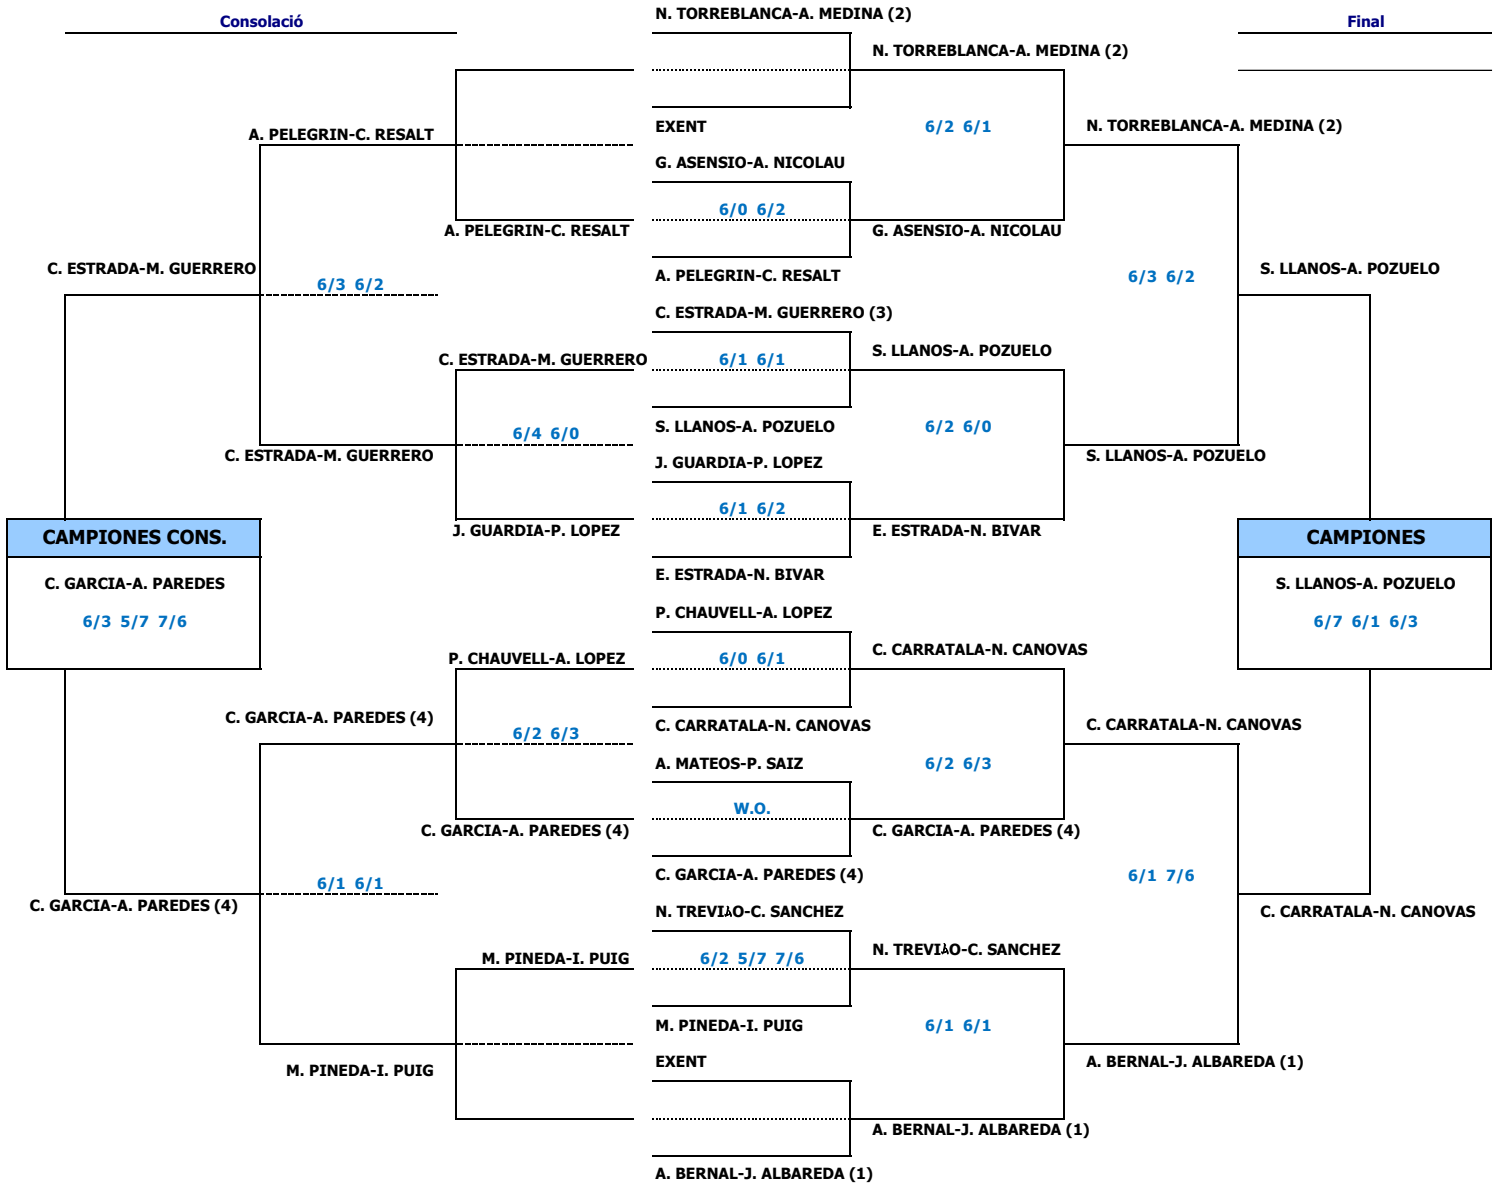 Consolació
N. TORREBLANCA-A. MEDINA (2)
Final
N. TORREBLANCA-A. MEDINA (2)
A. PELEGRIN-C. RESALT
EXENT
6/2 6/1
N. TORREBLANCA-A. MEDINA (2)
G. ASENSIO-A. NICOLAU
6/0 6/2
A. PELEGRIN-C. RESALT
G. ASENSIO-A. NICOLAU
C. ESTRADA-M. GUERRERO
6/3 6/2
A. PELEGRIN-C. RESALT
6/3 6/2
S. LLANOS-A. POZUELO
C. ESTRADA-M. GUERRERO (3)
C. ESTRADA-M. GUERRERO
6/1 6/1
S. LLANOS-A. POZUELO
6/4 6/0
S. LLANOS-A. POZUELO
6/2 6/0
C. ESTRADA-M. GUERRERO
J. GUARDIA-P. LOPEZ
S. LLANOS-A. POZUELO
6/1 6/2
J. GUARDIA-P. LOPEZ
E. ESTRADA-N. BIVAR
CAMPIONES CONS.
CAMPIONES
C. GARCIA-A. PAREDES
E. ESTRADA-N. BIVAR
S. LLANOS-A. POZUELO
6/3 5/7 7/6
P. CHAUVELL-A. LOPEZ
6/7 6/1 6/3
P. CHAUVELL-A. LOPEZ
6/0 6/1
C. CARRATALA-N. CANOVAS
C. GARCIA-A. PAREDES (4)
6/2 6/3
C. CARRATALA-N. CANOVAS
C. CARRATALA-N. CANOVAS
A. MATEOS-P. SAIZ
6/2 6/3
W.O.
C. GARCIA-A. PAREDES (4)
C. GARCIA-A. PAREDES (4)
6/1 6/1
C. GARCIA-A. PAREDES (4)
6/1 7/6
C. GARCIA-A. PAREDES (4)
N. C. SANCHEZ
C. CARRATALA-N. CANOVAS
M. PINEDA-I. PUIG
6/2 5/7 7/6
N. C. SANCHEZ
M. PINEDA-I. PUIG
6/1 6/1
M. PINEDA-I. PUIG
EXENT
A. BERNAL-J. ALBAREDA (1)
A. BERNAL-J. ALBAREDA (1)
A. BERNAL-J. ALBAREDA (1)